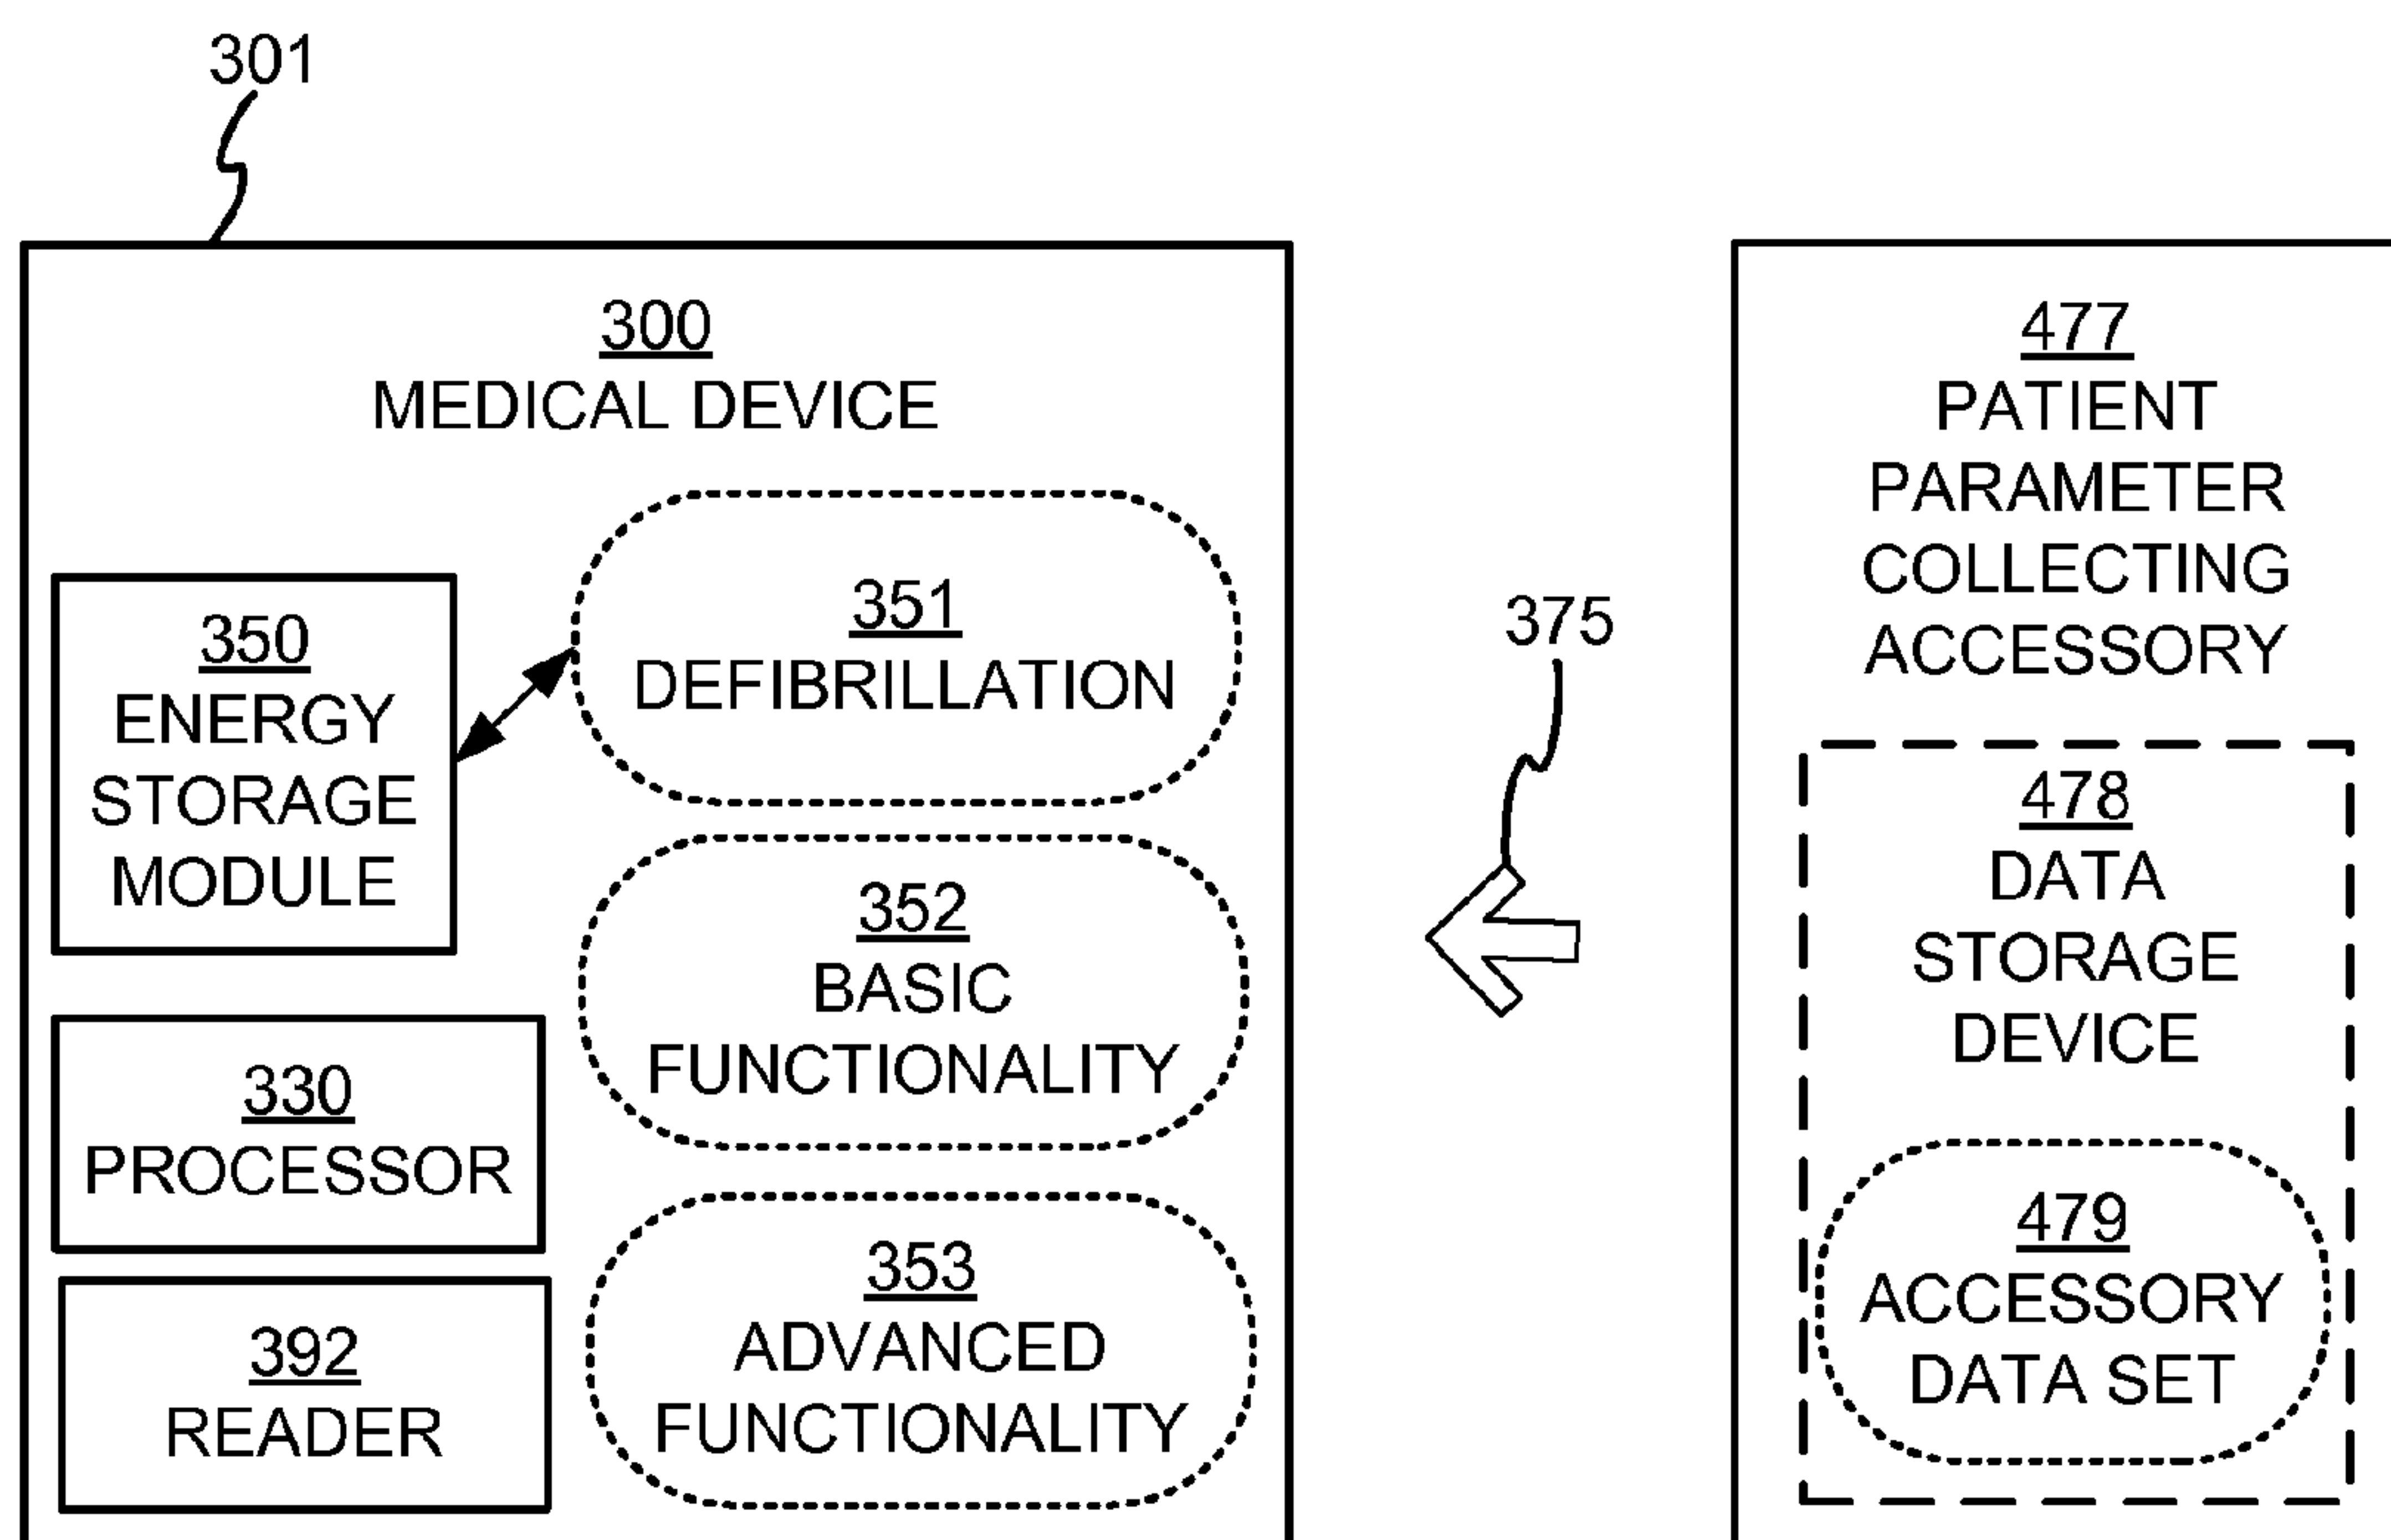 301
300
MEDICAL DEVICE
350
ENERGY
STORAGE
MODULE
351
DEFIBRILLATION
352
BASIC
FUNCTIONALITY
330
PROCESSOR
392
READER
353
ADVANCED
FUNCTIONALITY
375
477
PATIENT
PARAMETER
COLLECTING
ACCESSORY
478
DATA
STORAGE
DEVICE
479
ACCESSORY
DATA SET